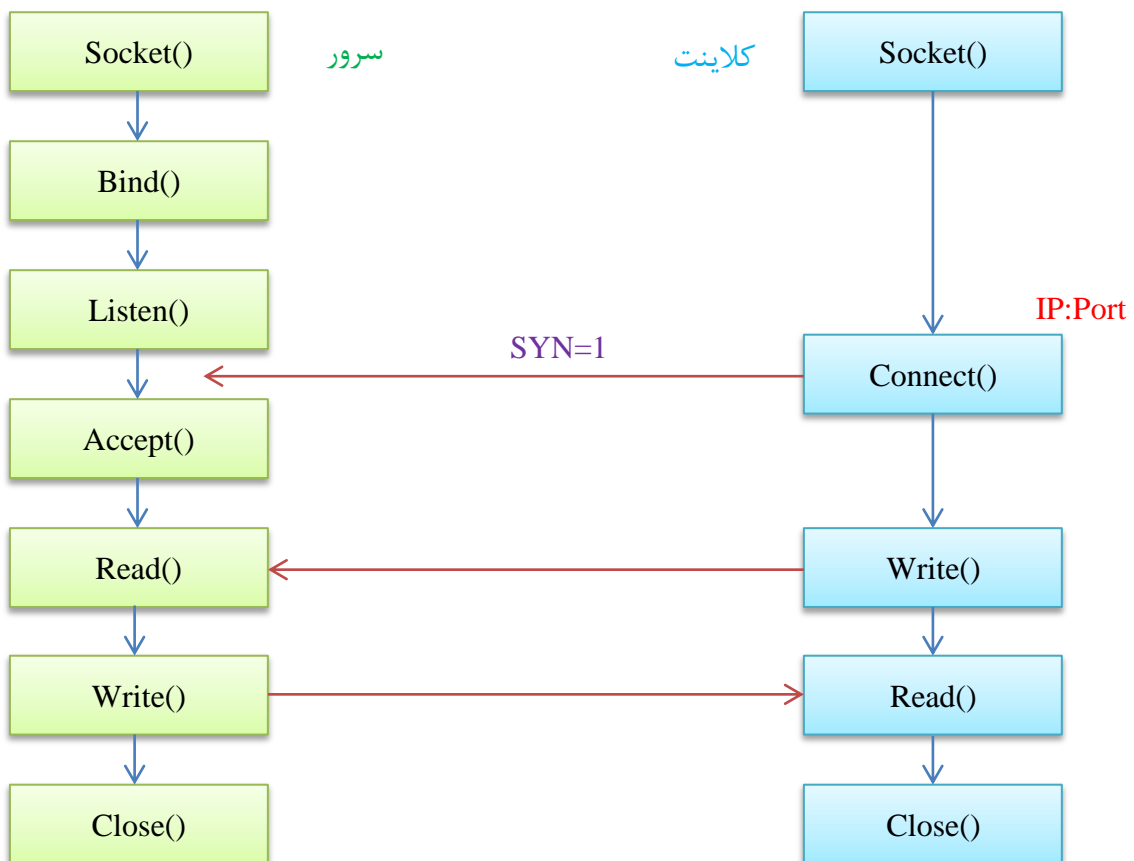 Socket()
سرور
کلاینت
Socket()
Bind()
Listen()
IP:Port
SYN=1
Connect()
Accept()
Read()
Write()
Write()
Read()
Close()
Close()